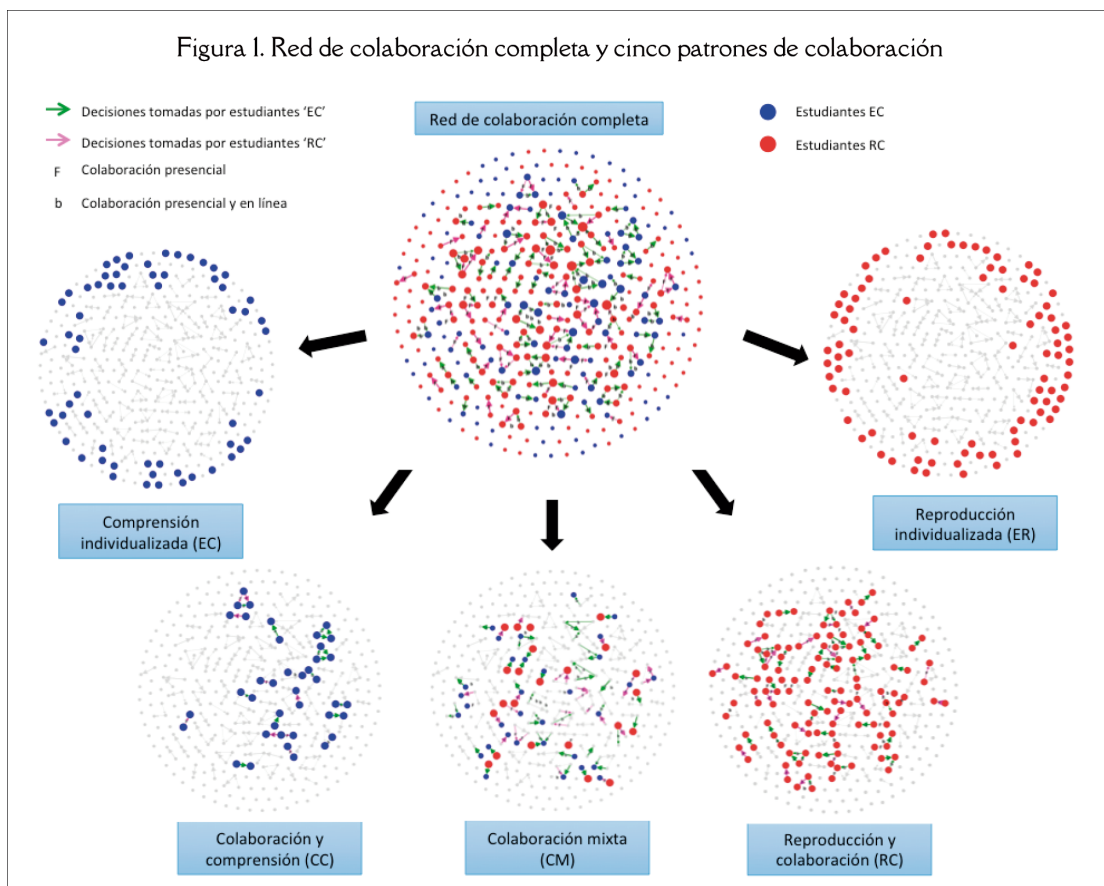 Figura 1. Red de colaboración completa y cinco patrones de colaboración
Decisiones tomadas por estudiantes ‘EC’
Decisiones tomadas por estudiantes ‘RC’
F Colaboración presencial
b Colaboración presencial y en línea
Red de colaboración completa
Estudiantes EC
Estudiantes RC
Comprensión
individualizada (EC)
Reproducción
individualizada (ER)
Colaboración y
comprensión (CC)
Colaboración mixta
(CM)
Reproducción y
colaboración (RC)